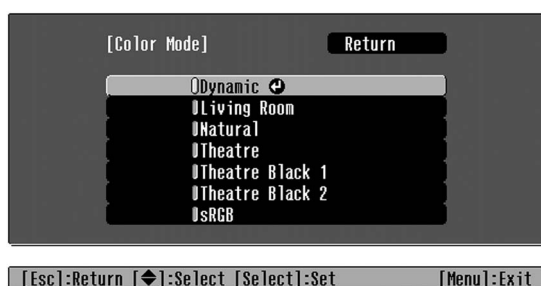 [Color Mode] Return
Dynamic
Living Room
Natural
Theatre
Theatre Black 1
Theatre Black 2
sRGB
[Esc]:Return [◆]:Select [Select]:Set [Menu]:Exit